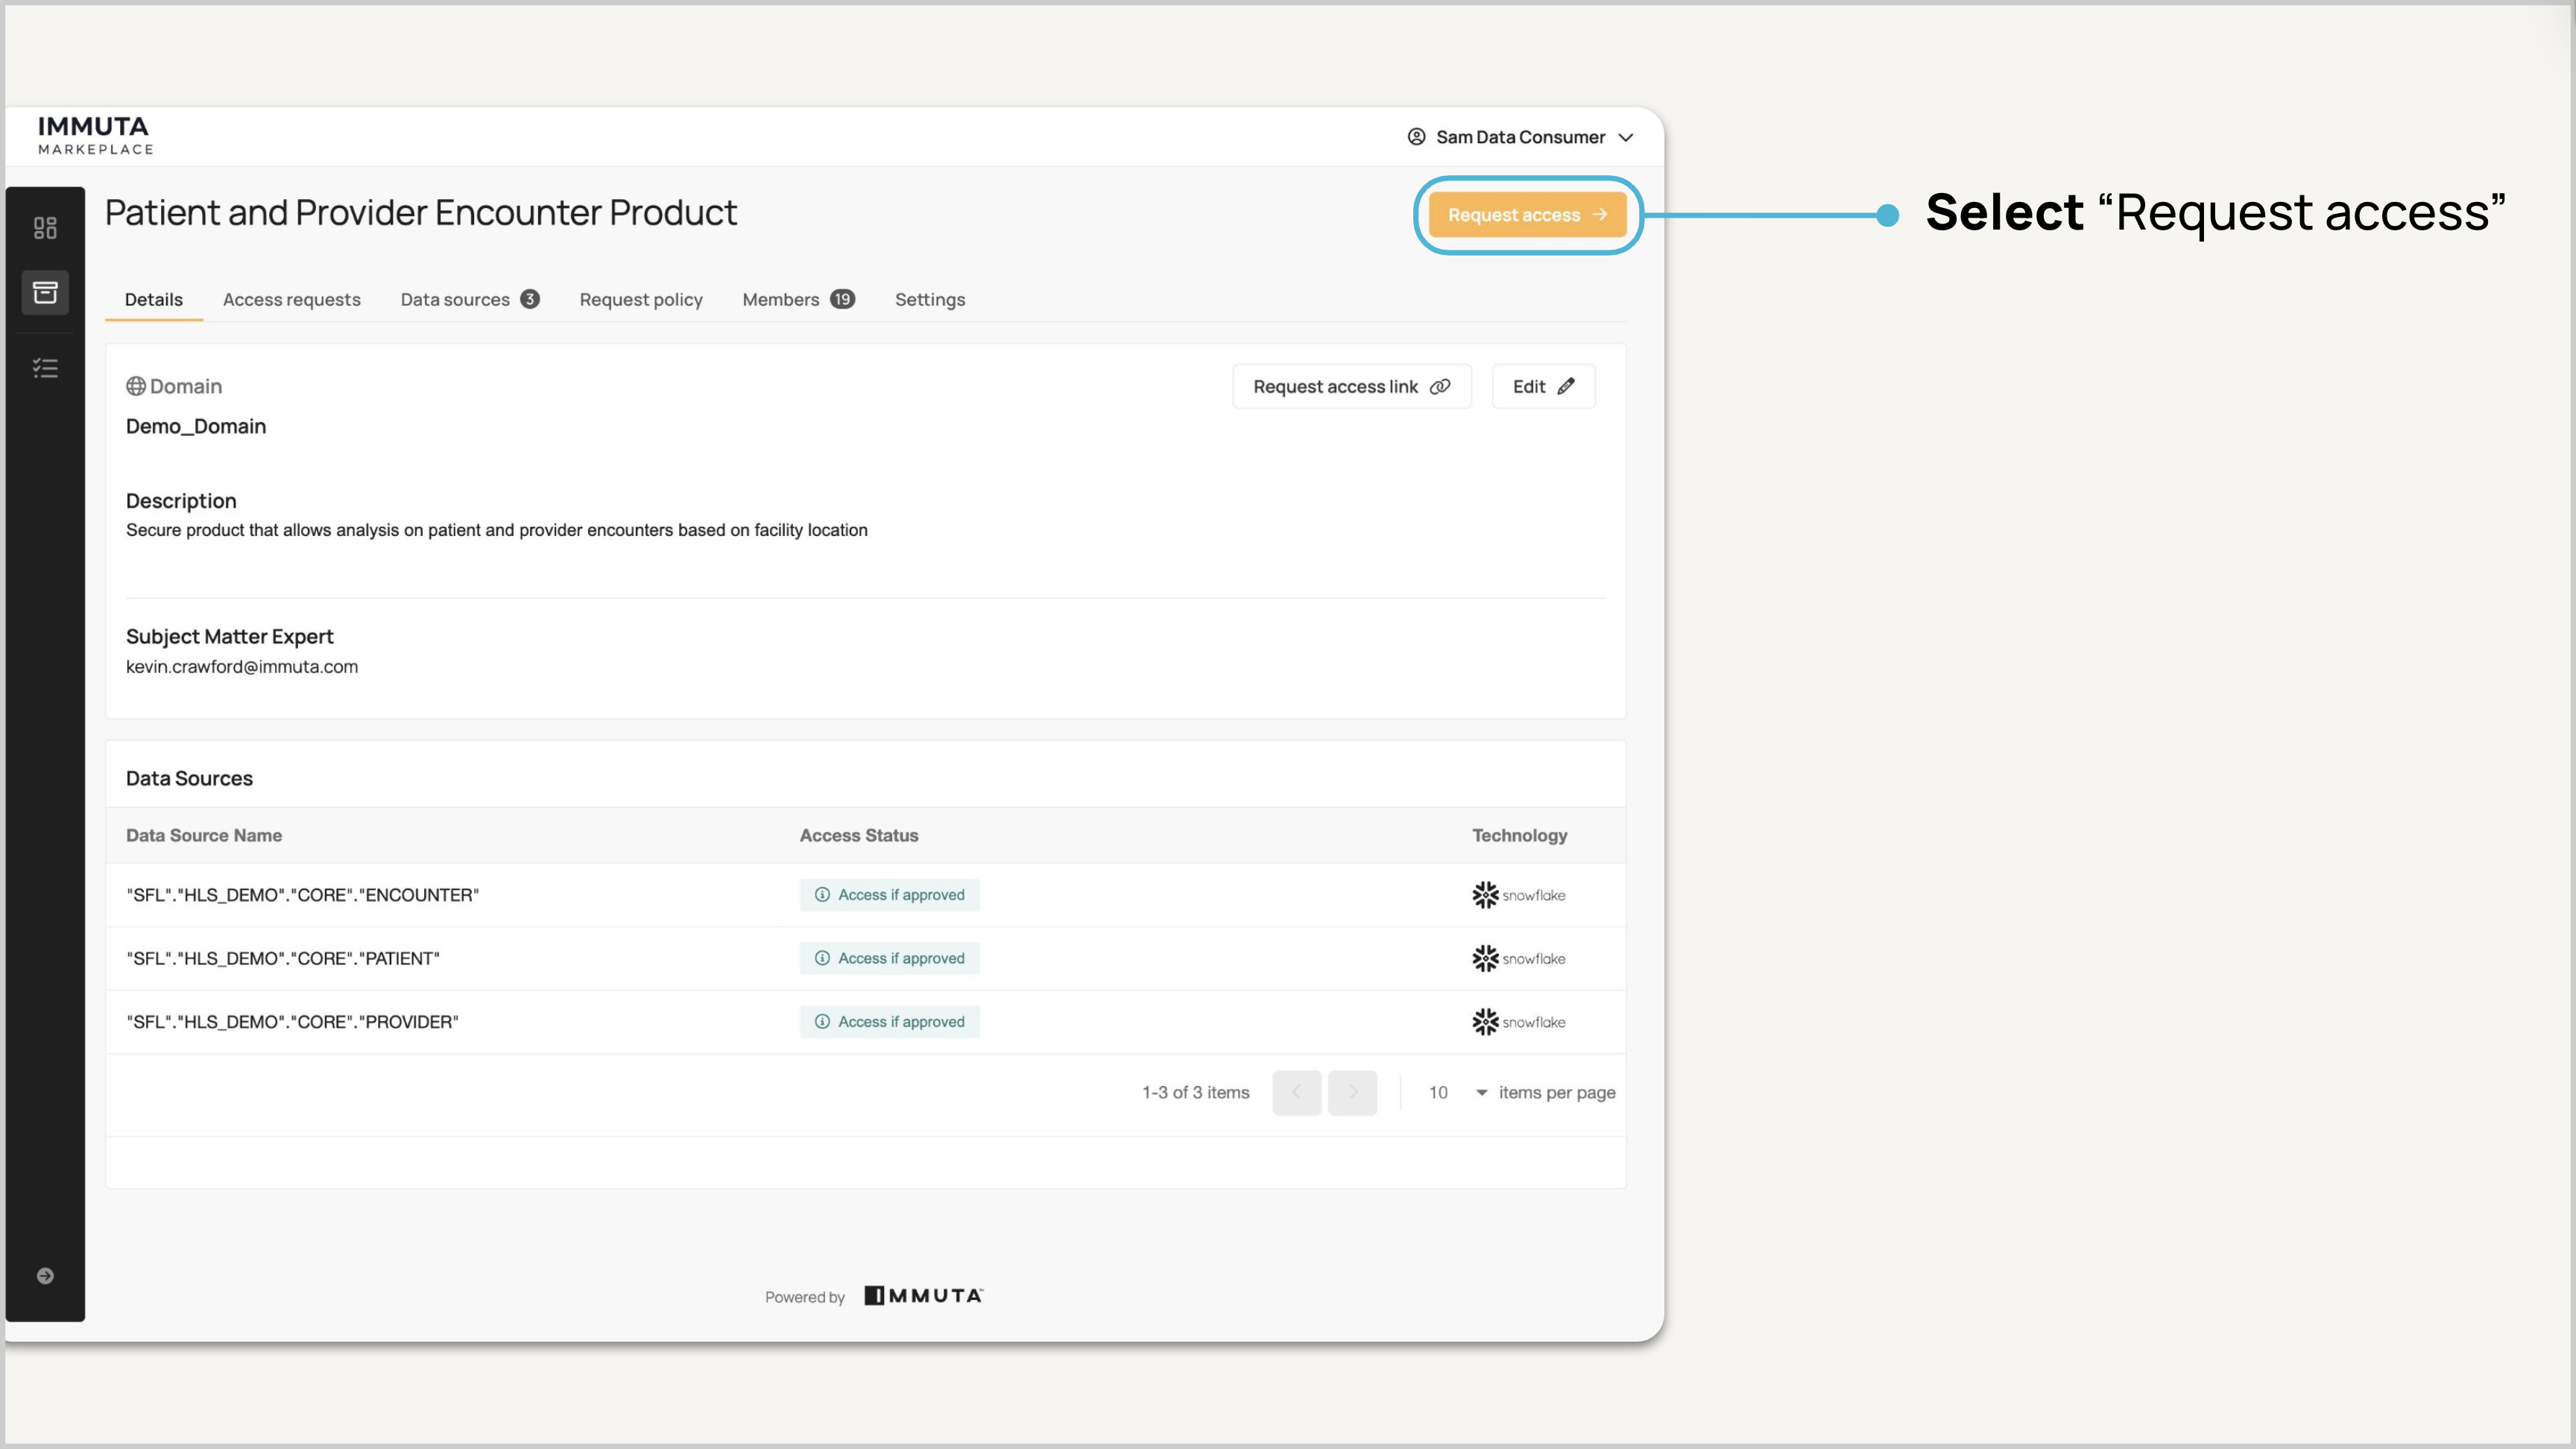 IMMUTA
MARKEPLACE
Sam Data Consumer
Patient and Provider Encounter Product
Request access
Select “Request access”
Details
Access requests
Data sources 3
Request policy
Members 19
Settings
Domain
Request access link
Edit
Demo_Domain
Description
Secure product that allows analysis on patient and provider encounters based on facility location
Subject Matter Expert
kevin.crawford@immuta.com
Data Sources
Data Source Name Access Status Technology
"SFL"."HLS_DEMO"."CORE"."ENCOUNTER" Access if approved snowflake
"SFL"."HLS_DEMO"."CORE"."PATIENT" Access if approved snowflake
"SFL"."HLS_DEMO"."CORE"."PROVIDER" Access if approved snowflake
1-3 of 3 items 10 items per page
Powered by IMMUTA